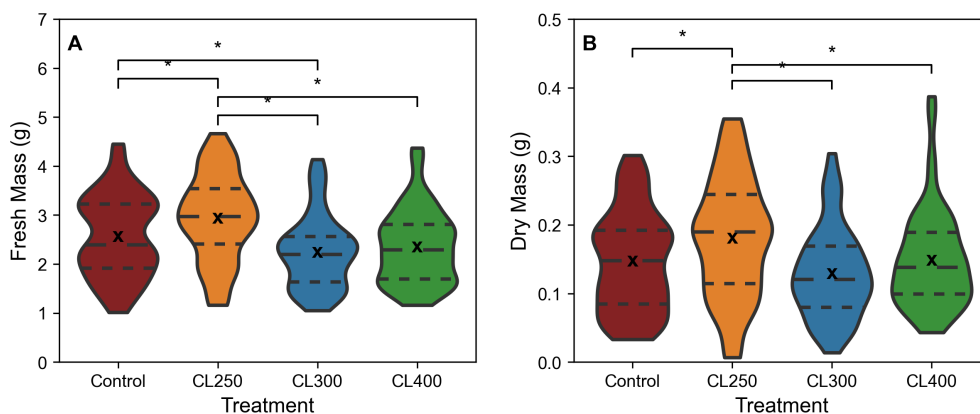 A
Fresh Mass (g)
7
6
5
4
3
2
1
0
*
*
*
*
x
x
x
x
Control
CL250
CL300
CL400
Treatment
B
Dry Mass (g)
0.5
0.4
0.3
0.2
0.1
0.0
*
*
*
x
x
x
x
Control
CL250
CL300
CL400
Treatment